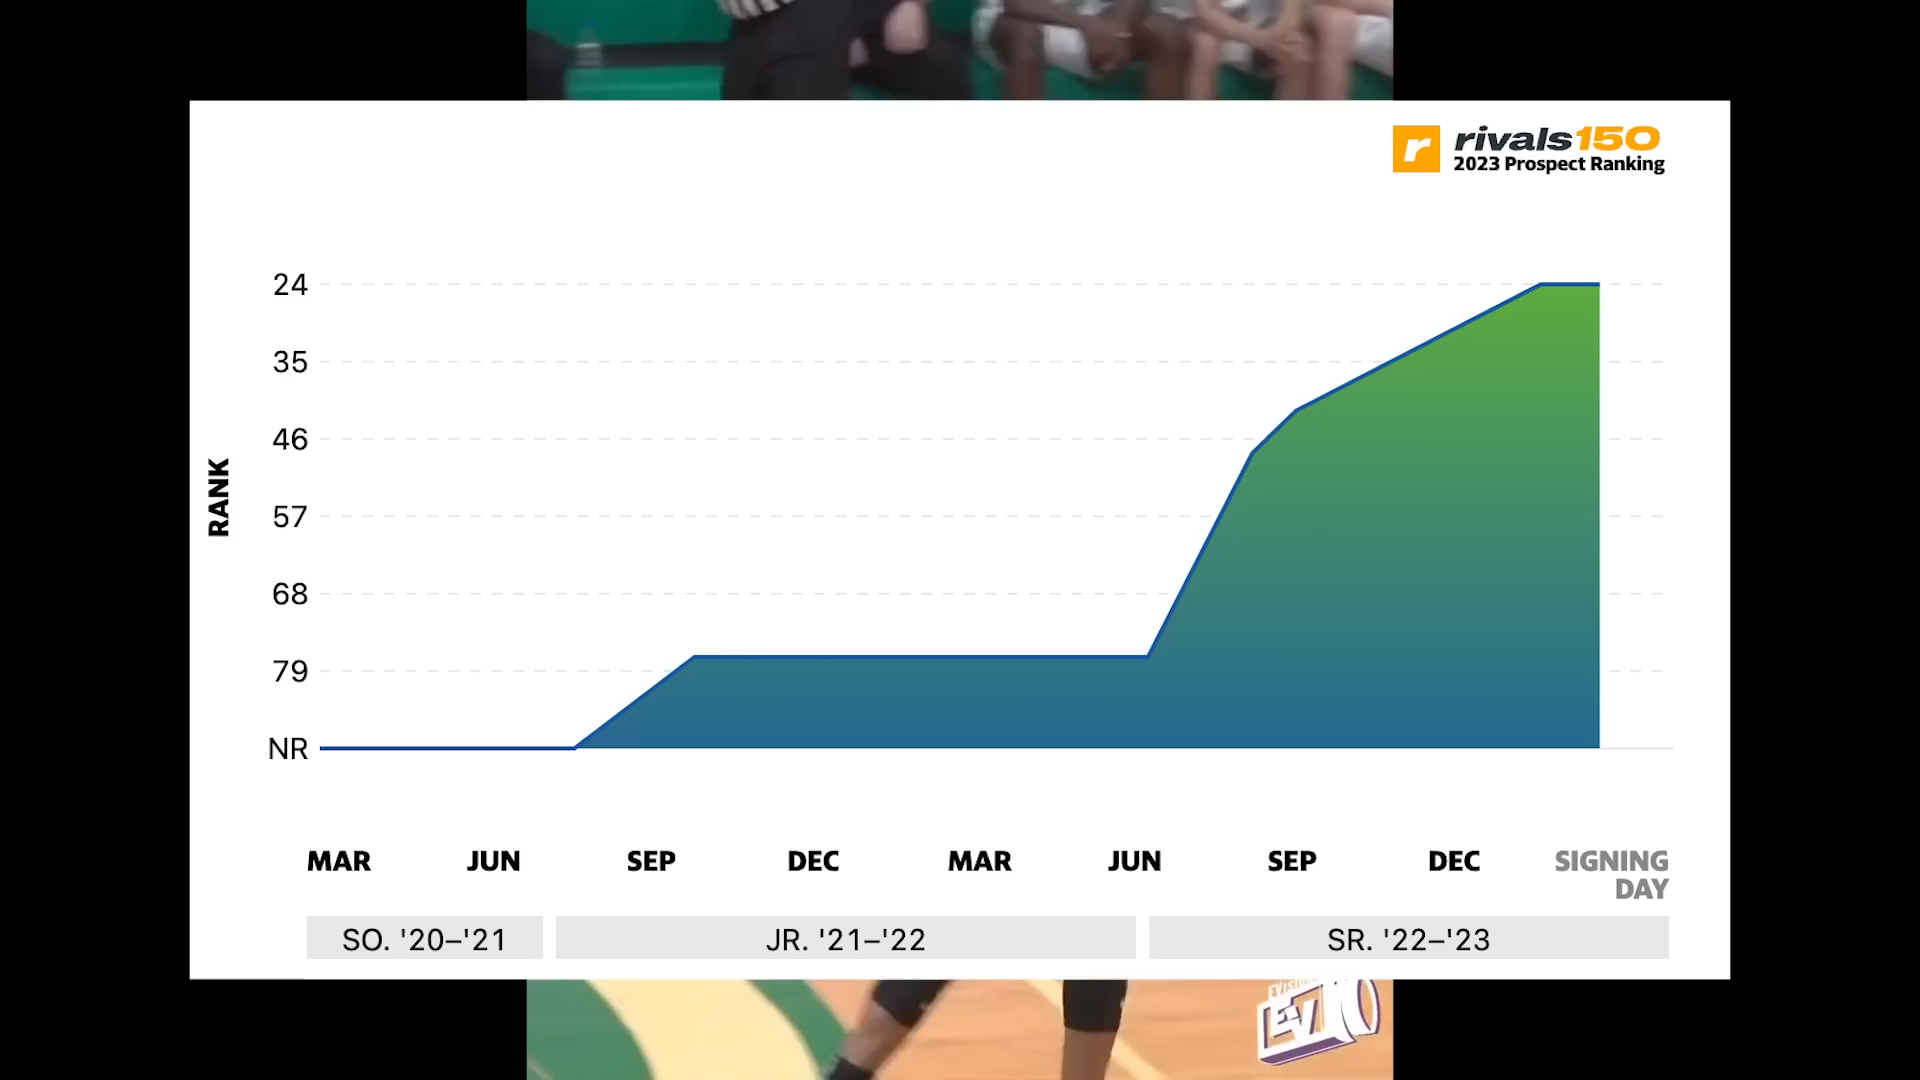 rivals150
2023 Prospect Ranking
24
35
46
57
68
79
NR
RANK
MAR JUN SEP DEC MAR JUN SEP DEC SIGNING
DAY
SO. '20–'21 JR. '21–'22 SR. '22–'23